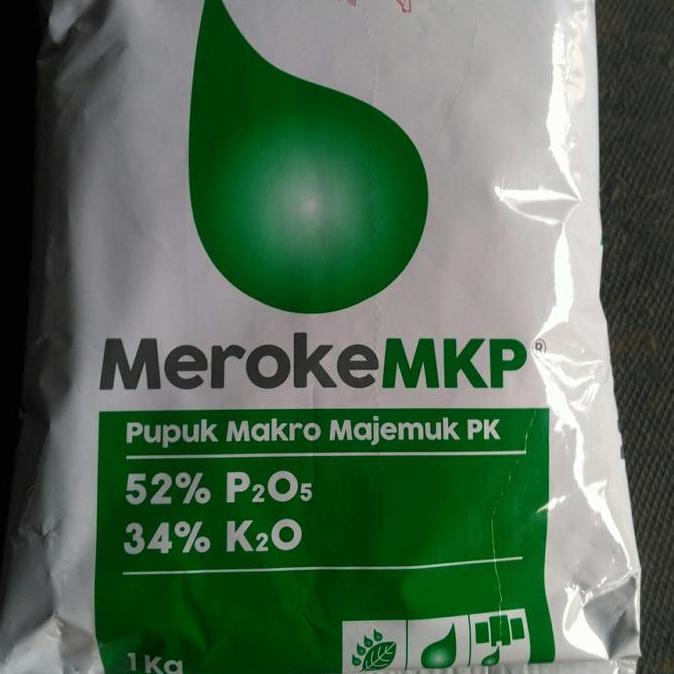 MerokeMKP®
Pupuk Makro Majemuk PK
52% P₂O₅
34% K₂O
1 Kg